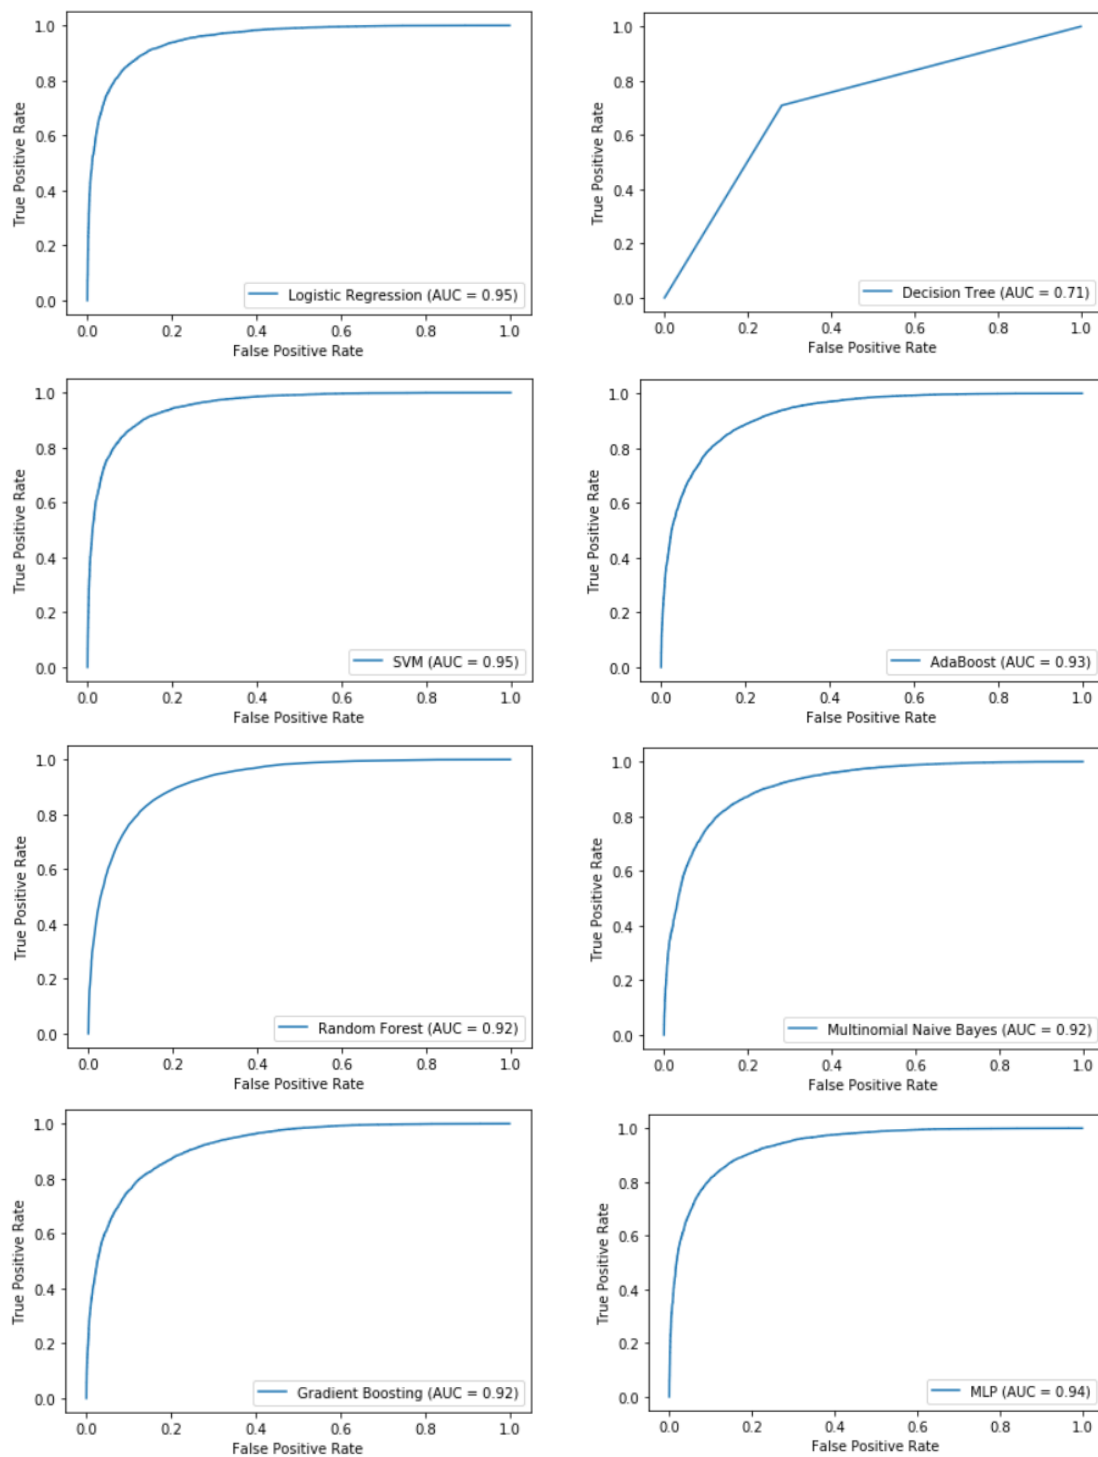 1.0
0.8
0.6
0.4
0.2
0.0
True Positive Rate
Logistic Regression (AUC = 0.95)
0.0 0.2 0.4 0.6 0.8 1.0
False Positive Rate
1.0
0.8
0.6
0.4
0.2
0.0
True Positive Rate
Decision Tree (AUC = 0.71)
0.0 0.2 0.4 0.6 0.8 1.0
False Positive Rate
1.0
0.8
0.6
0.4
0.2
0.0
True Positive Rate
SVM (AUC = 0.95)
0.0 0.2 0.4 0.6 0.8 1.0
False Positive Rate
1.0
0.8
0.6
0.4
0.2
0.0
True Positive Rate
AdaBoost (AUC = 0.93)
0.0 0.2 0.4 0.6 0.8 1.0
False Positive Rate
1.0
0.8
0.6
0.4
0.2
0.0
True Positive Rate
Random Forest (AUC = 0.92)
0.0 0.2 0.4 0.6 0.8 1.0
False Positive Rate
1.0
0.8
0.6
0.4
0.2
0.0
True Positive Rate
Multinomial Naive Bayes (AUC = 0.92)
0.0 0.2 0.4 0.6 0.8 1.0
False Positive Rate
1.0
0.8
0.6
0.4
0.2
0.0
True Positive Rate
Gradient Boosting (AUC = 0.92)
0.0 0.2 0.4 0.6 0.8 1.0
False Positive Rate
1.0
0.8
0.6
0.4
0.2
0.0
True Positive Rate
MLP (AUC = 0.94)
0.0 0.2 0.4 0.6 0.8 1.0
False Positive Rate